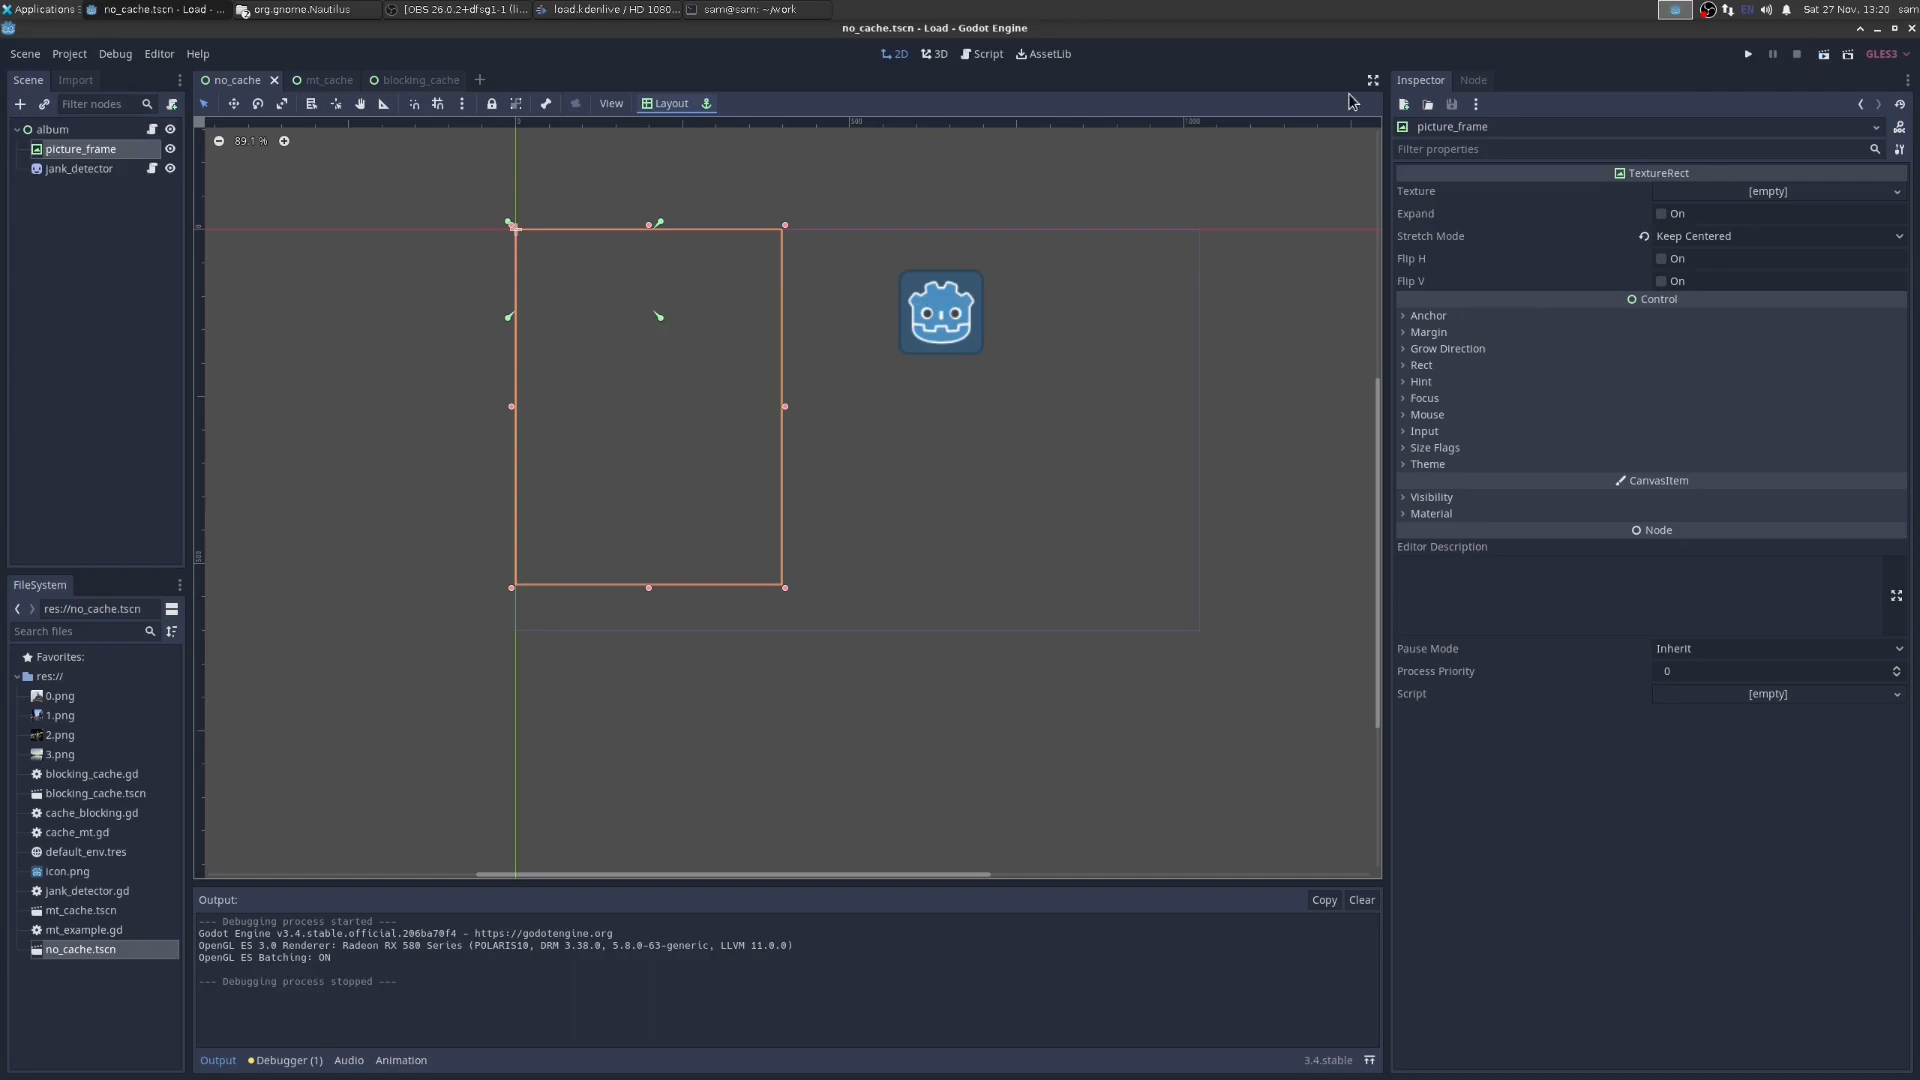 Applications
no_cache.tscn - Load - ...
org.gnome.Nautilus
[OBS 26.0.2+dfsg1-1 (li...
load.kdenlive / HD 1080...
sam@sam: ~/work
EN
Sat 27 Nov, 13:20
sam
no_cache.tscn - Load - Godot Engine
Scene
Project
Debug
Editor
Help
2D
3D
Script
AssetLib
GLES3
Scene
Import
no_cache
mt_cache
blocking_cache
Inspector
Node
Filter nodes
View
Layout
album
picture_frame
jank_detector
89.1 %
0
500
1000
0
500
picture_frame
Filter properties
TextureRect
Texture
[empty]
Expand
On
Stretch Mode
Keep Centered
Flip H
On
Flip V
On
Control
Anchor
Margin
Grow Direction
Rect
Hint
Focus
Mouse
Input
Size Flags
Theme
CanvasItem
Visibility
Material
Node
Editor Description
Pause Mode
Inherit
Process Priority
0
Script
[empty]
FileSystem
res://no_cache.tscn
Search files
Favorites:
res://
0.png
1.png
2.png
3.png
blocking_cache.gd
blocking_cache.tscn
cache_blocking.gd
cache_mt.gd
default_env.tres
icon.png
jank_detector.gd
mt_cache.tscn
mt_example.gd
no_cache.tscn
Output:
Copy
Clear
--- Debugging process started ---
Godot Engine v3.4.stable.official.206ba70f4 - https://godotengine.org
OpenGL ES 3.0 Renderer: Radeon RX 580 Series (POLARIS10, DRM 3.38.0, 5.8.0-63-generic, LLVM 11.0.0)
OpenGL ES Batching: ON
--- Debugging process stopped ---
Output
Debugger (1)
Audio
Animation
3.4.stable